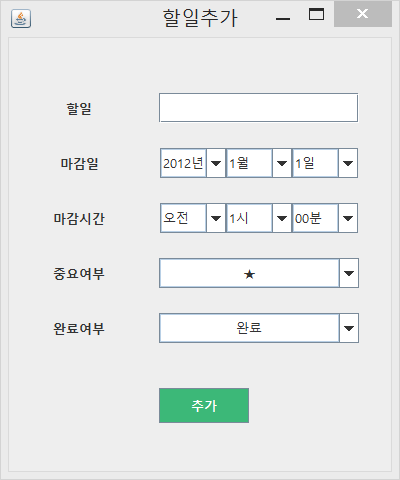 할일추가
할일
마감일 2012년 1월 1일
마감시간 오전 1시 00분
중요여부 ★
완료여부 완료
추가